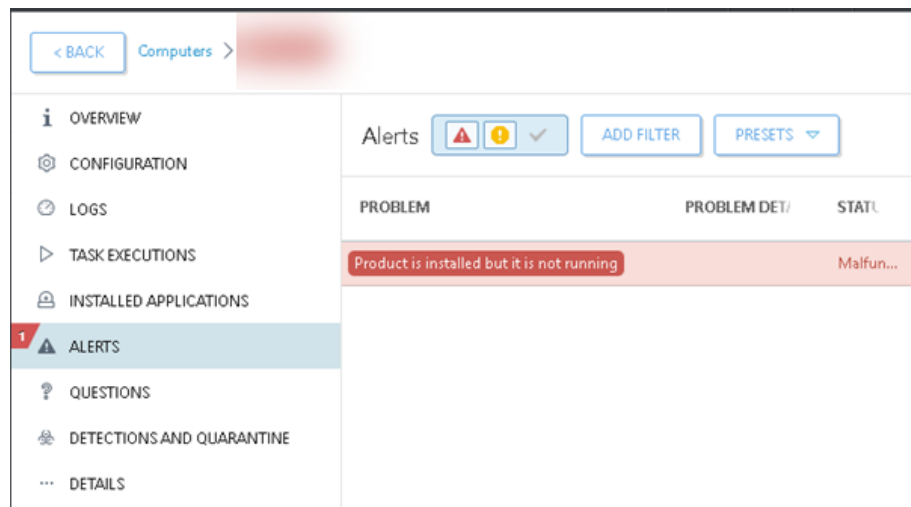 < BACK
Computers >
i OVERVIEW
CONFIGURATION
LOGS
TASK EXECUTIONS
INSTALLED APPLICATIONS
1
ALERTS
? QUESTIONS
DETECTIONS AND QUARANTINE
... DETAILS
Alerts
ADD FILTER
PRESETS
PROBLEM PROBLEM DET STAT
Product is installed but it is not running Malfun...